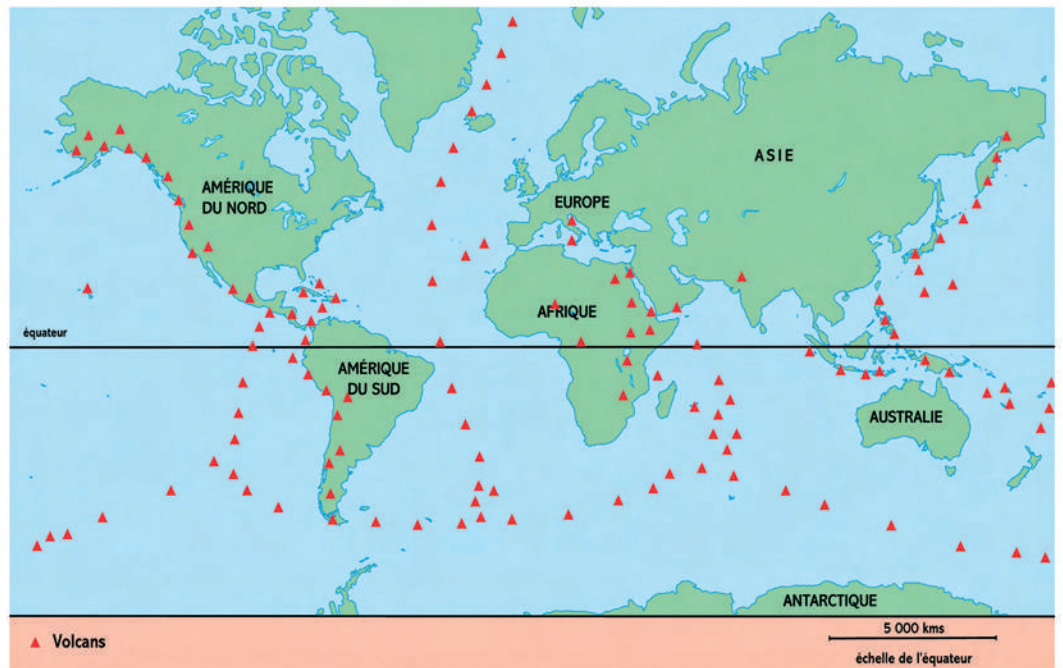 AMÉRIQUE
DU NORD
EUROPE
ASIE
AFRIQUE
équateur
AMÉRIQUE
DU SUD
AUSTRALIE
ANTARCTIQUE
Volcans
5 000 kms
échelle de l'équateur